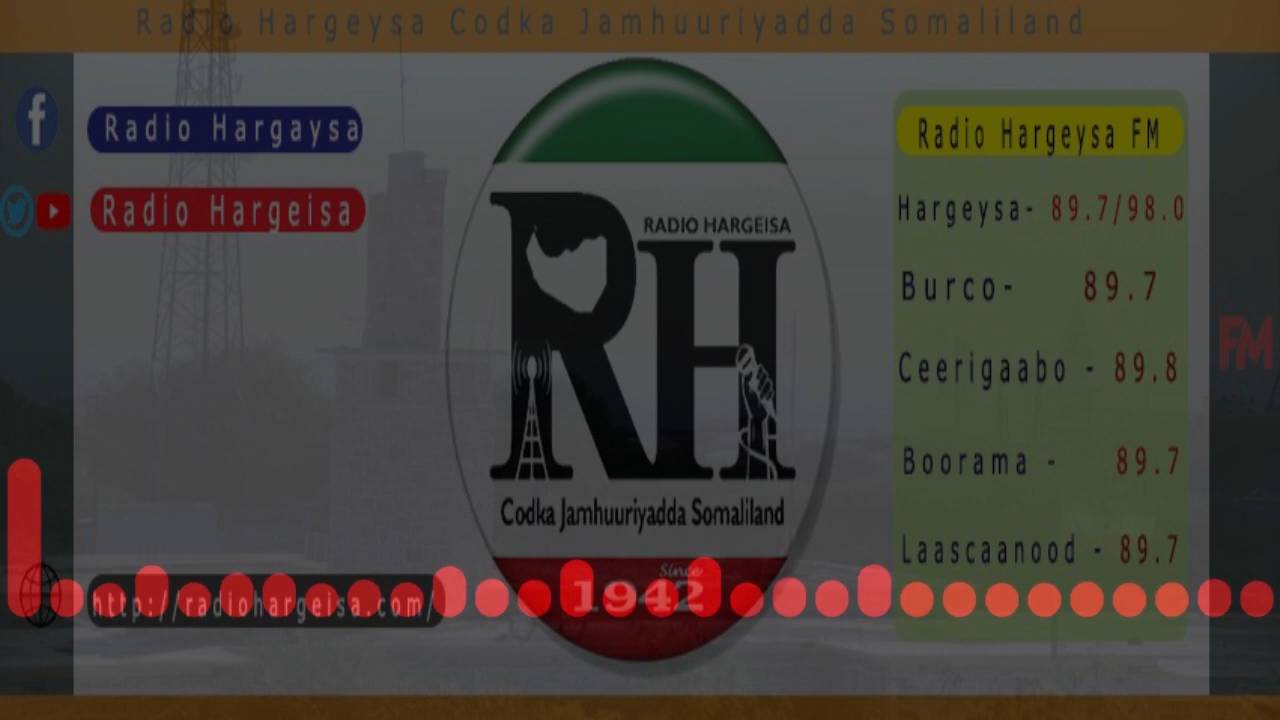 Radio Hargeysa Codka Jamhuuriyadda Somaliland
Radio Hargaysa
Radio Hargeisa
http://radiohargeisa.com/
RADIO HARGEISA
RH
Codka Jamhuuriyadda Somaliland
Since
1942
Radio Hargeysa FM
Hargeysa- 89.7/98.0
Burco- 89.7
Ceerigaabo - 89.8
Boorama - 89.7
Laascaanood - 89.7
FM